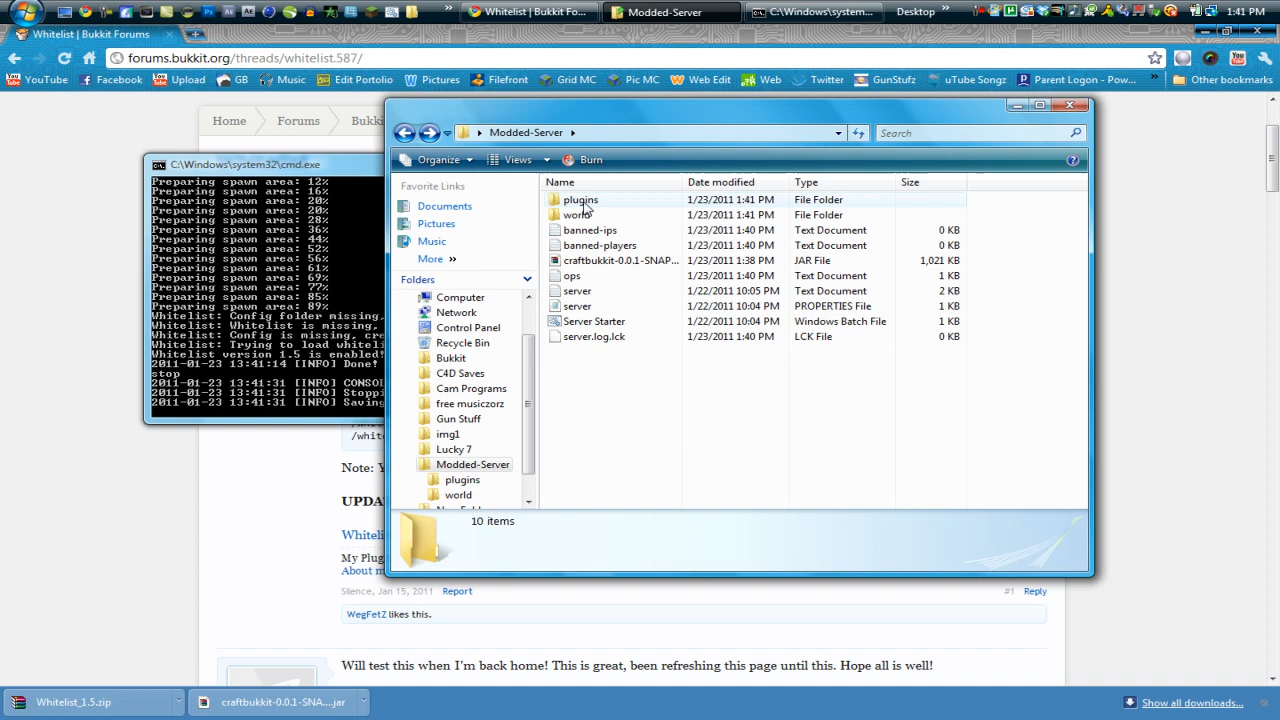 Whitelist | Bukkit Fo...
Modded-Server
C:\Windows\system...
Desktop
1:41 PM
Whitelist | Bukkit Forums
forums.bukkit.org/threads/whitelist.587/
YouTube
Facebook
Upload
GB
Music
Edit Portolio
Pictures
Filefront
Grid MC
Pic MC
Web Edit
Web
Twitter
GunStufz
uTube Songz
Parent Logon - Powe...
Other bookmarks
Home
Forums
Bukki
Modded-Server
Search
C:\Windows\system32\cmd.exe
Organize
Views
Burn
Preparing spawn area: 12%
Preparing spawn area: 16%
Preparing spawn area: 20%
Preparing spawn area: 20%
Preparing spawn area: 28%
Preparing spawn area: 36%
Preparing spawn area: 44%
Preparing spawn area: 52%
Preparing spawn area: 56%
Preparing spawn area: 61%
Preparing spawn area: 69%
Preparing spawn area: 77%
Preparing spawn area: 85%
Preparing spawn area: 89%
Whitelist: Config folder missing,
Whitelist: Whitelist is missing,
Whitelist: Config is missing, cre
Whitelist: Trying to load whiteli
Whitelist version 1.5 is enabled!
2011-01-23 13:41:14 [INFO] Done!
stop
2011-01-23 13:41:31 [INFO] CONSO
2011-01-23 13:41:31 [INFO] Stoppi
2011-01-23 13:41:31 [INFO] Saving
Favorite Links
Documents
Pictures
Music
More »
Folders
Computer
Network
Control Panel
Recycle Bin
Bukkit
C4D Saves
Cam Programs
free musiczorz
Gun Stuff
img1
Lucky 7
Modded-Server
plugins
world
Name Date modified Type Size
plugins 1/23/2011 1:41 PM File Folder
world 1/23/2011 1:41 PM File Folder
banned-ips 1/23/2011 1:40 PM Text Document 0 KB
banned-players 1/23/2011 1:40 PM Text Document 0 KB
craftbukkit-0.0.1-SNAP... 1/23/2011 1:38 PM JAR File 1,021 KB
ops 1/23/2011 1:40 PM Text Document 1 KB
server 1/22/2011 10:05 PM Text Document 2 KB
server 1/22/2011 10:04 PM PROPERTIES File 1 KB
Server Starter 1/22/2011 10:04 PM Windows Batch File 1 KB
server.log.lck 1/23/2011 1:40 PM LCK File 0 KB
10 items
/white
Note: Y
UPDA
Whiteli
My Plug
About m
Silence, Jan 15, 2011 Report #1 Reply
WegFetZ likes this.
Will test this when I'm back home! This is great, been refreshing this page until this. Hope all is well!
Whitelist_1.5.zip
craftbukkit-0.0.1-SNA....jar
Show all downloads...